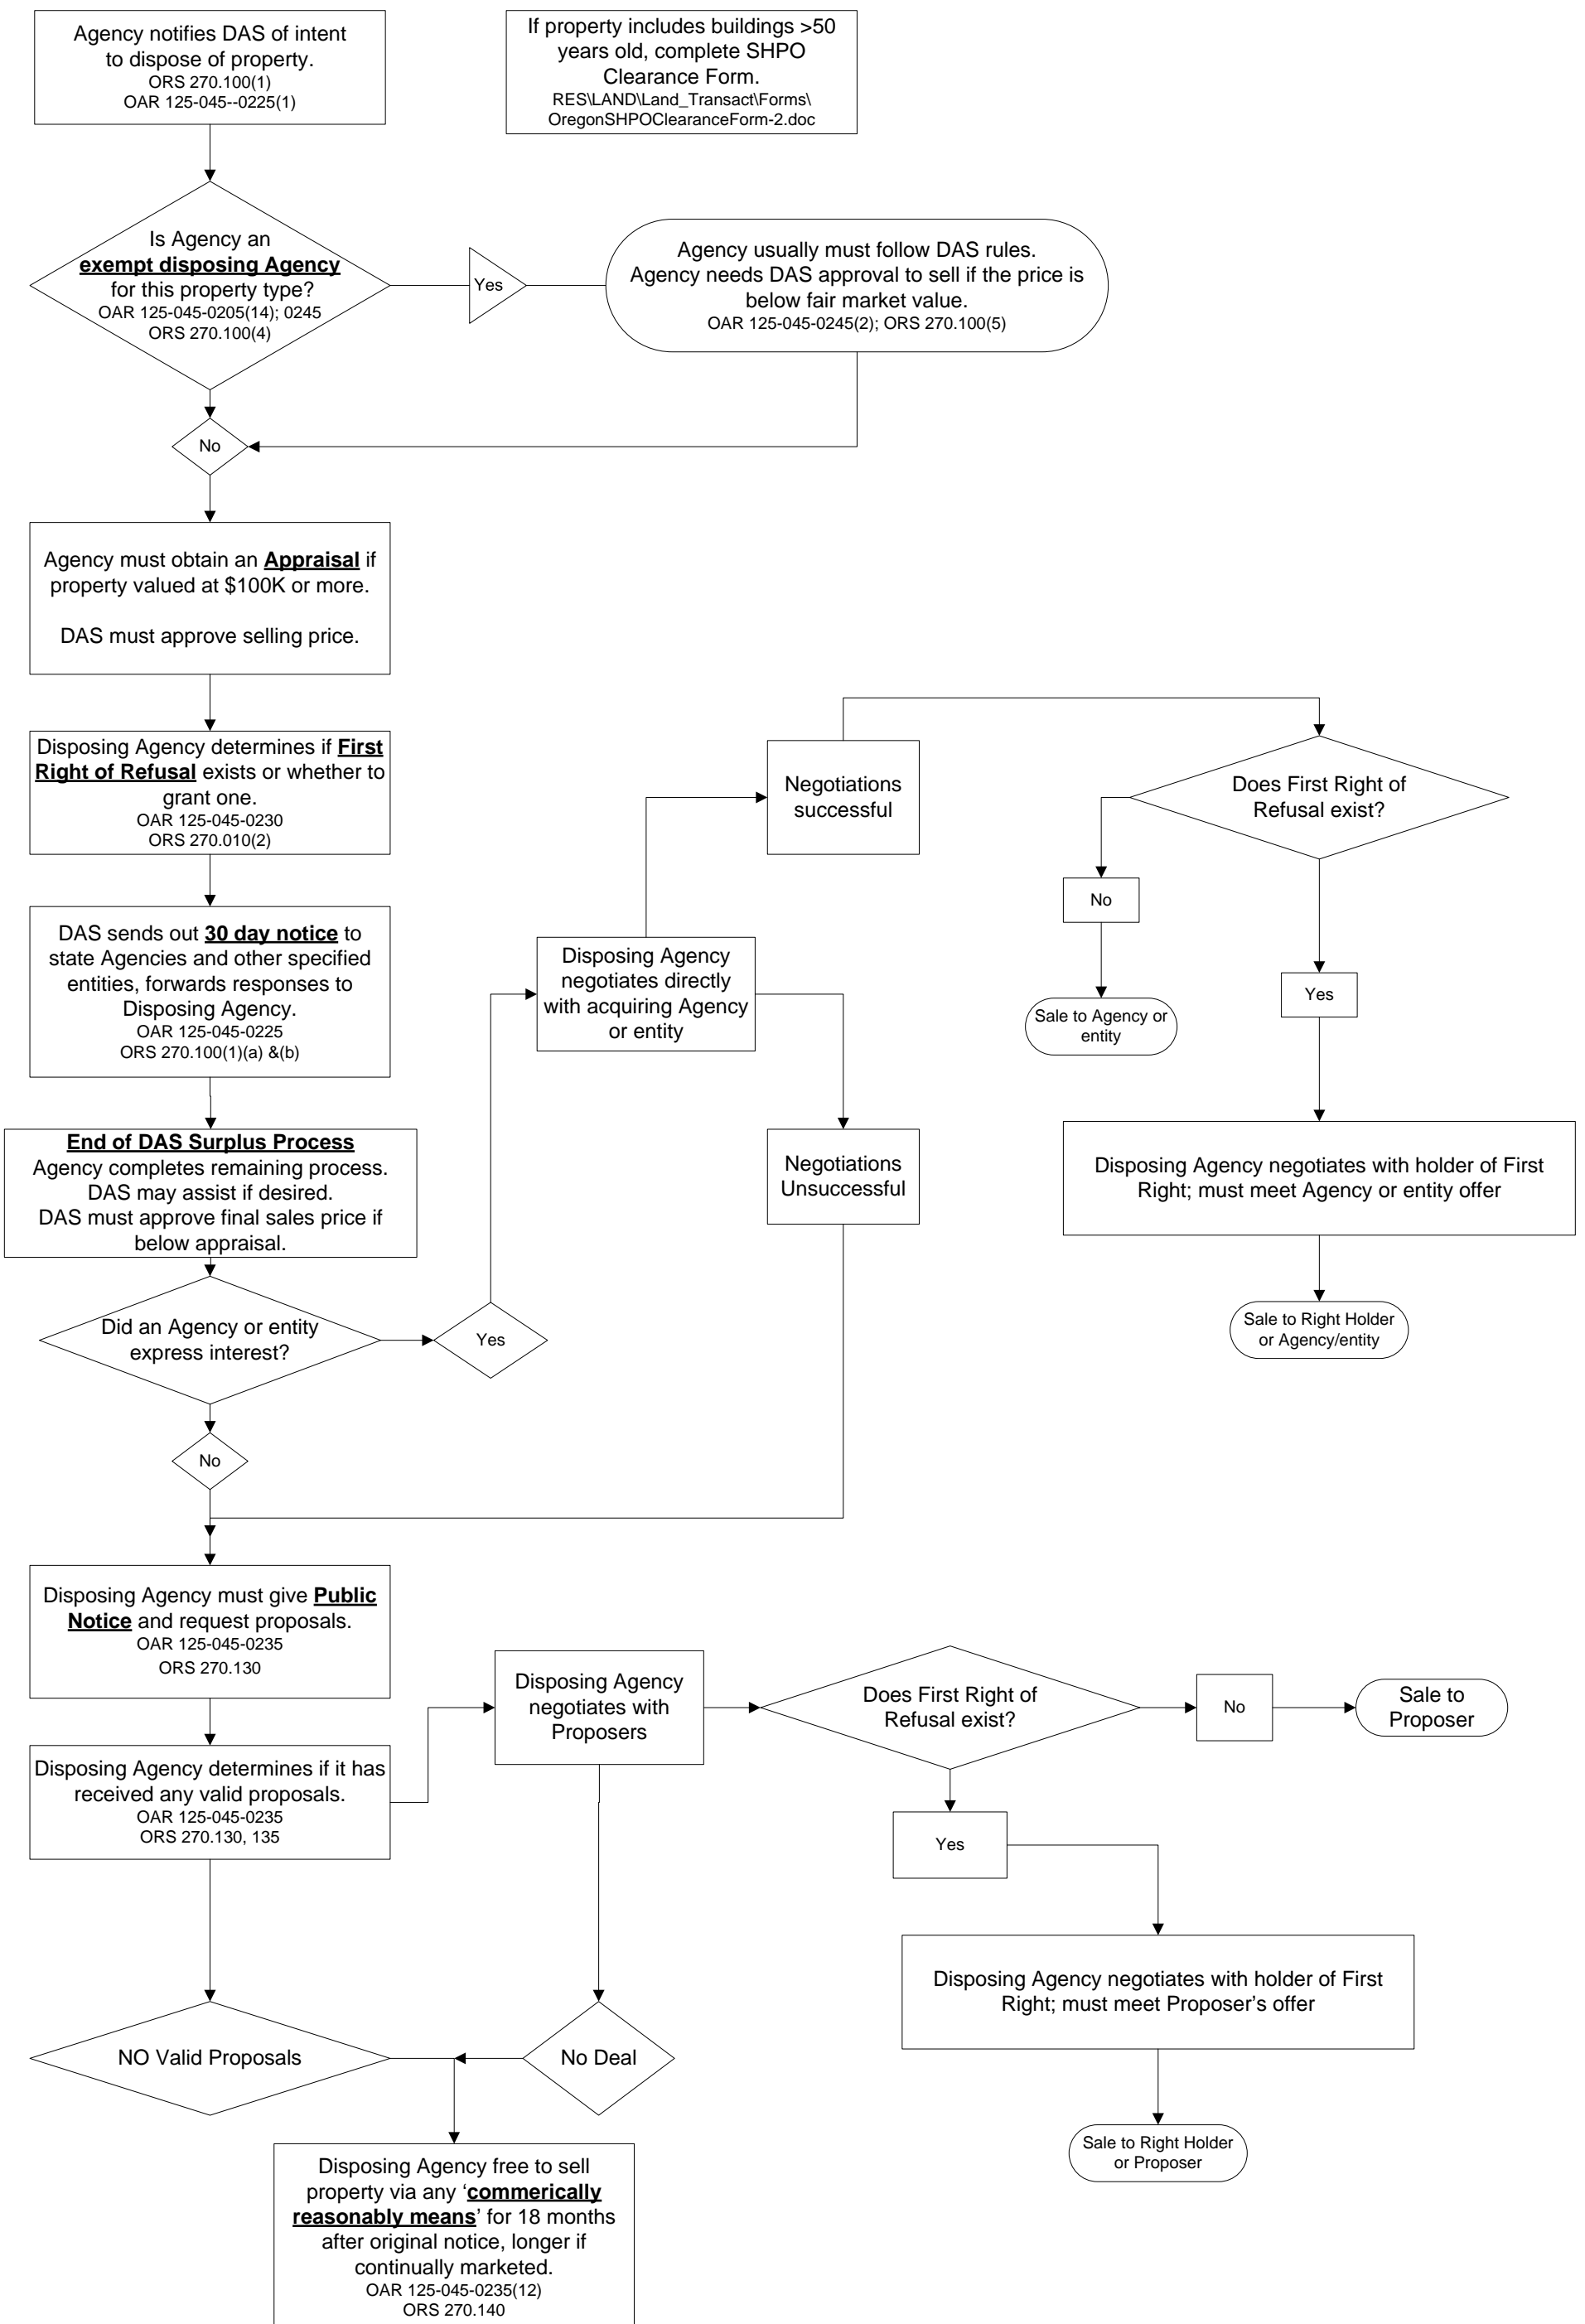 Agency notifies DAS of intent
to dispose of property.
ORS 270.100(1)
OAR 125-045--0225(1)
If property includes buildings >50
years old, complete SHPO
Clearance Form.
RES\LAND\Land_Transact\Forms\
OregonSHPOClearanceForm-2.doc
Is Agency an
exempt disposing Agency
for this property type?
OAR 125-045-0205(14); 0245
ORS 270.100(4)
Yes
Agency usually must follow DAS rules.
Agency needs DAS approval to sell if the price is
below fair market value.
OAR 125-045-0245(2); ORS 270.100(5)
No
Agency must obtain an Appraisal if
property valued at $100K or more.
DAS must approve selling price.
Disposing Agency determines if First
Right of Refusal exists or whether to
grant one.
OAR 125-045-0230
ORS 270.010(2)
DAS sends out 30 day notice to
state Agencies and other specified
entities, forwards responses to
Disposing Agency.
OAR 125-045-0225
ORS 270.100(1)(a) &(b)
End of DAS Surplus Process
Agency completes remaining process.
DAS may assist if desired.
DAS must approve final sales price if
below appraisal.
Did an Agency or entity
express interest?
Yes
No
Disposing Agency
negotiates directly
with acquiring Agency
or entity
Negotiations
successful
Negotiations
Unsuccessful
Does First Right of
Refusal exist?
No
Sale to Agency or
entity
Yes
Disposing Agency negotiates with holder of First
Right; must meet Agency or entity offer
Sale to Right Holder
or Agency/entity
Disposing Agency must give Public
Notice and request proposals.
OAR 125-045-0235
ORS 270.130
Disposing Agency determines if it has
received any valid proposals.
OAR 125-045-0235
ORS 270.130, 135
Disposing Agency
negotiates with
Proposers
Does First Right of
Refusal exist?
No
Sale to
Proposer
Yes
Disposing Agency negotiates with holder of First
Right; must meet Proposer’s offer
Sale to Right Holder
or Proposer
NO Valid Proposals
No Deal
Disposing Agency free to sell
property via any ‘commerically
reasonably means’ for 18 months
after original notice, longer if
continually marketed.
OAR 125-045-0235(12)
ORS 270.140